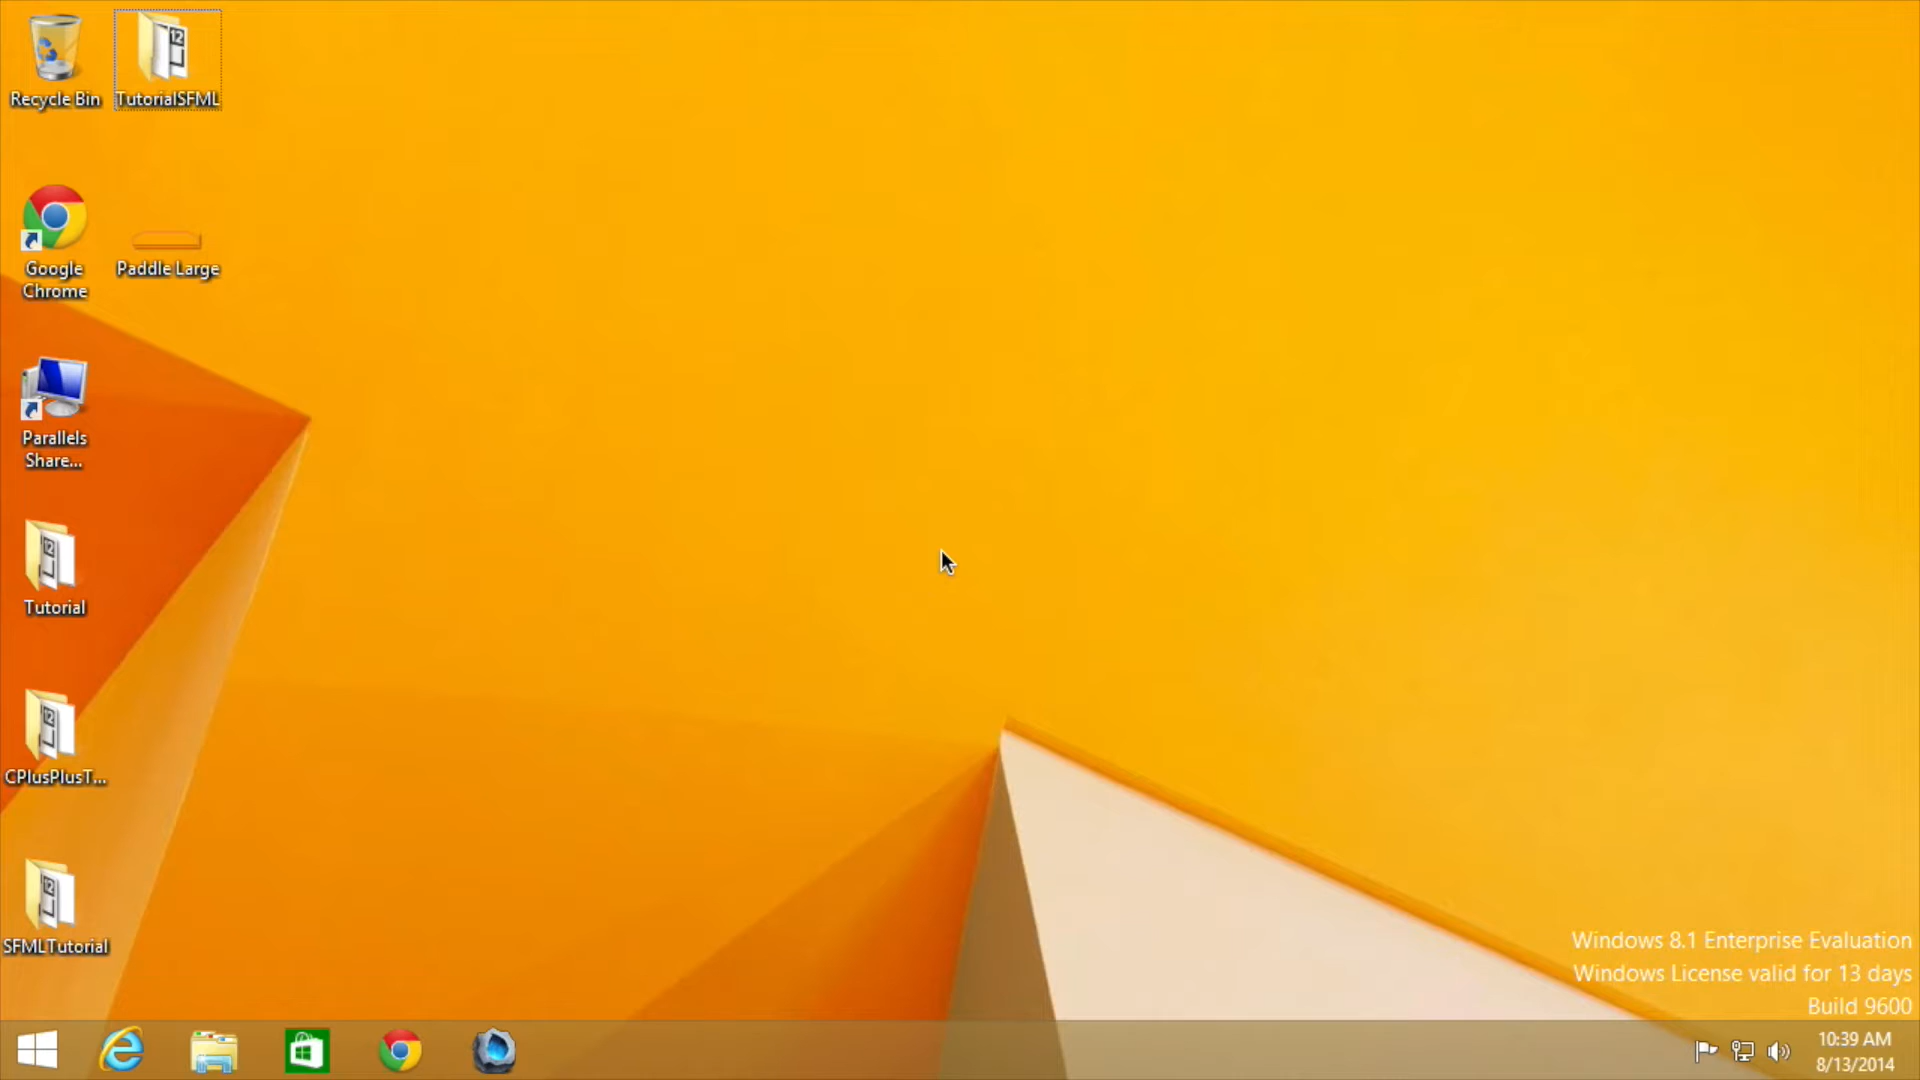 Recycle Bin
TutorialSFML
Google
Chrome
Paddle Large
Parallels
Share...
Tutorial
CPlusPlusT...
SFMLTutorial
Windows 8.1 Enterprise Evaluation
Windows License valid for 13 days
Build 9600
10:39 AM
8/13/2014